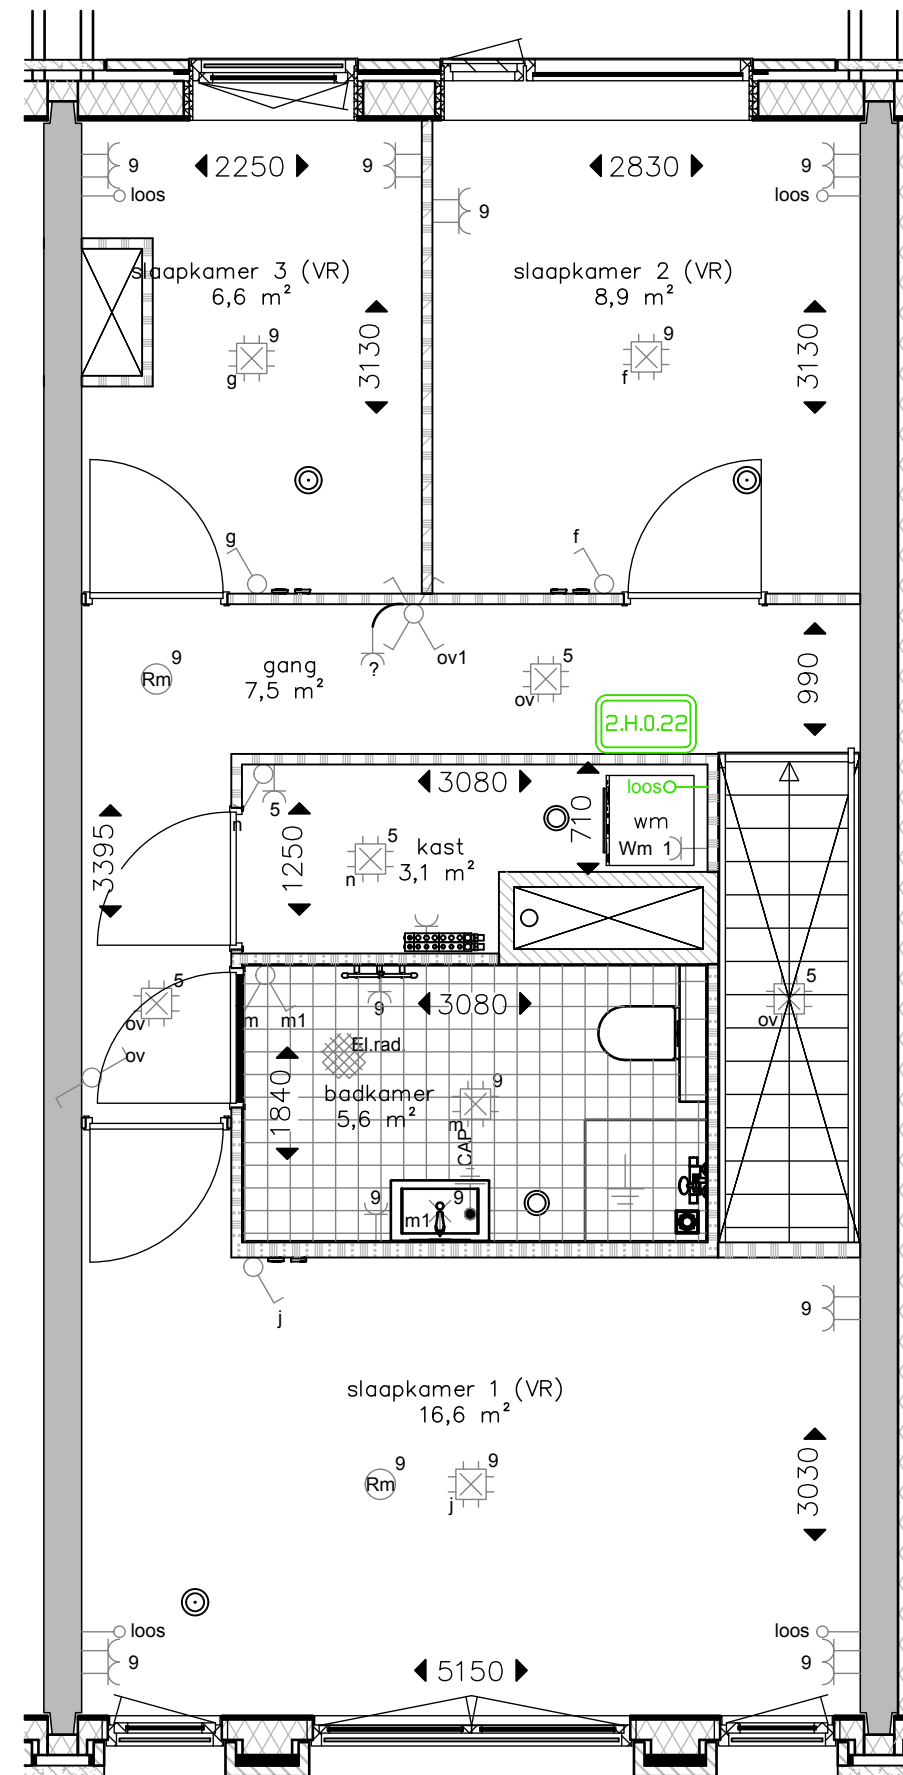 9
2250
9
2830
9
loos
9
loos
slaapkamer 3 (VR)
6,6 m²
slaapkamer 2 (VR)
8,9 m²
9
g
3130
9
f
3130
g
f
ov1
?
9
Rm
gang
7,5 m²
5
ov
990
2.H.0.22
3080
loos
5
n
710
wm
Wm 1
3395
1250
5
n
kast
3,1 m²
5
ov
ov
m
m1
9
3080
5
ov
El.rad
1840
badkamer
5,6 m²
9
m
CAP
9
9
m1
j
9
slaapkamer 1 (VR)
16,6 m²
9
Rm
9
j
3030
loos
9
5150
loos
9